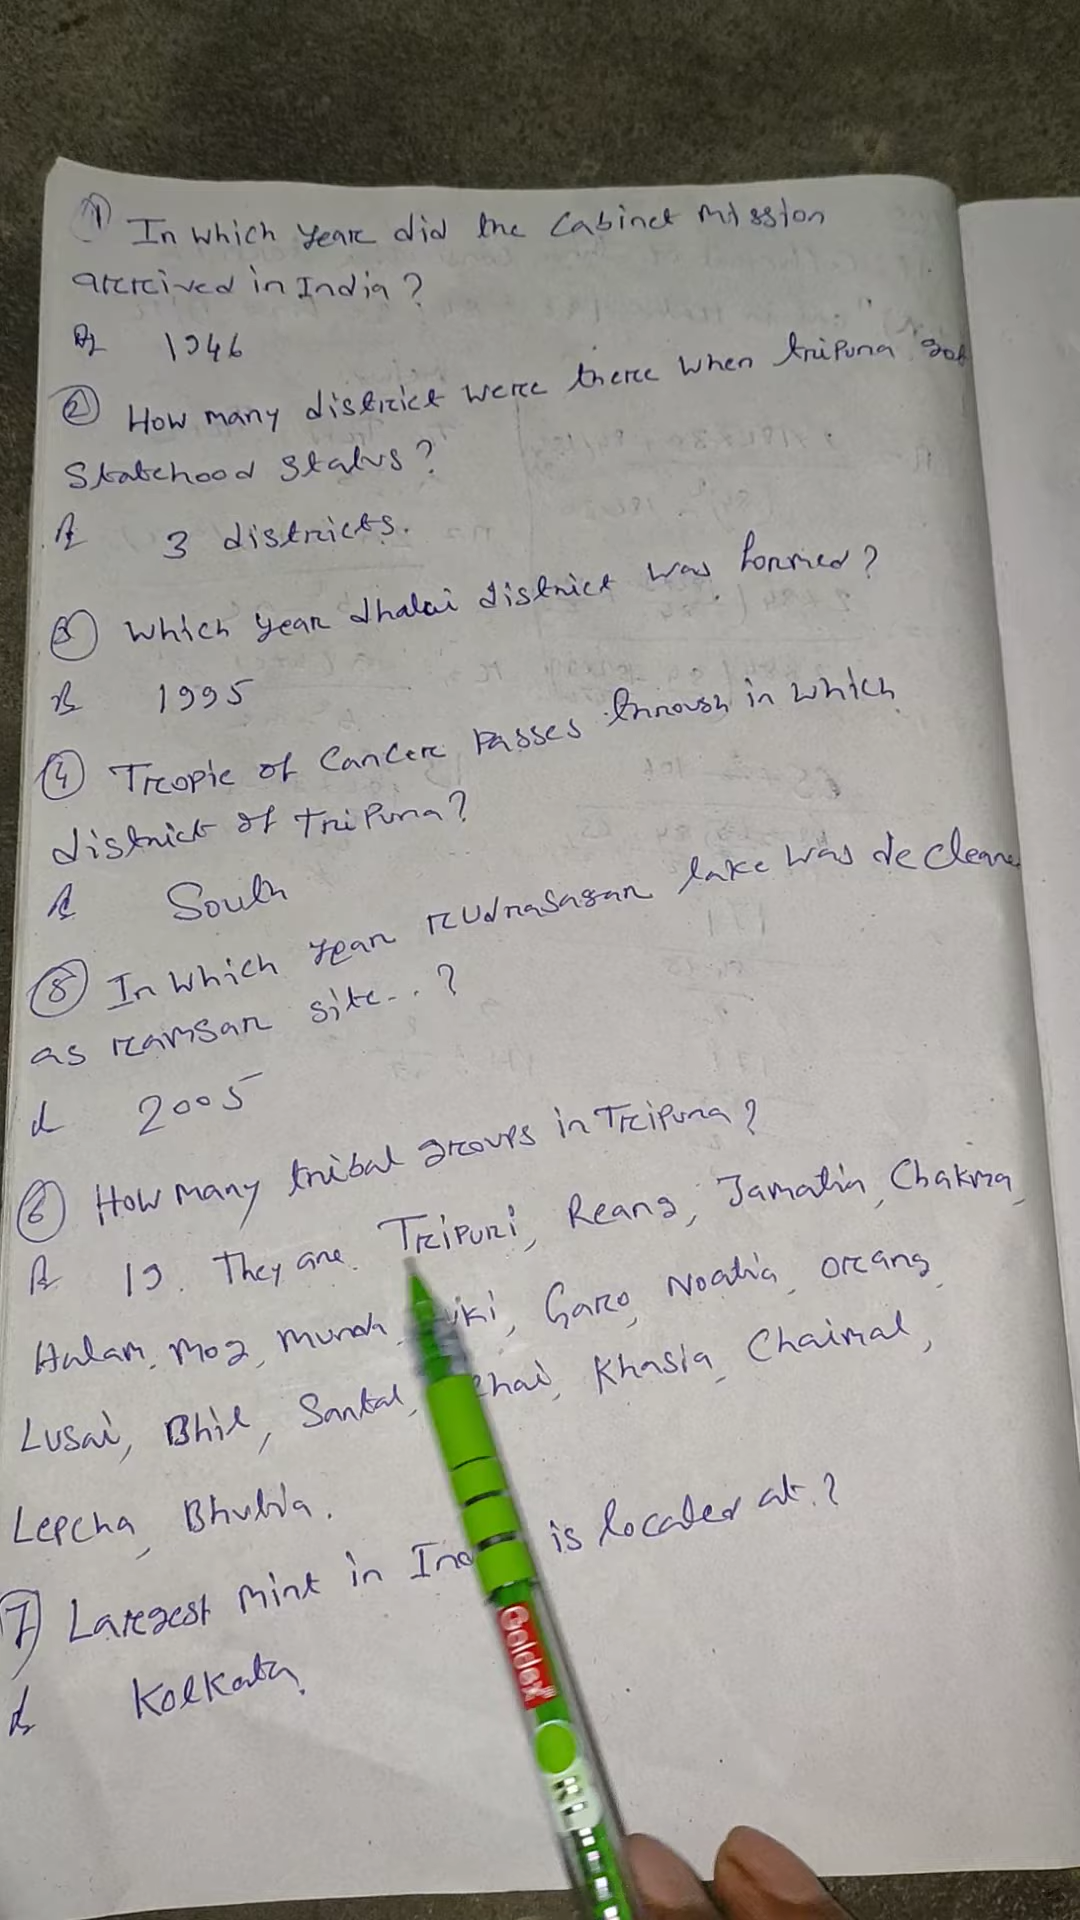 ① In which year did the Cabinet Mission
arrived in India?
A 1946
② How many district were there when tripura got
Statehood Status?
A 3 districts.
③ Which year dhalai district was formed?
A 1995
④ Tropic of Cancer Passes through in which
district of Tripura?
A South
⑤ In which year rudrasagar lake was declare
as ramsar site..?
A 2005
⑥ How many tribal groups in Tripura?
A 19. They are Tripuri, Reang, Jamatia, Chakma,
Halam, Mog, Munda, Garo, Noatia, Orang,
Lusai, Bhil, Santal, Khasia, Chaimal,
Lepcha, Bhutia.
7 Largest mint in is located at.?
A Kolkata.
Goldex